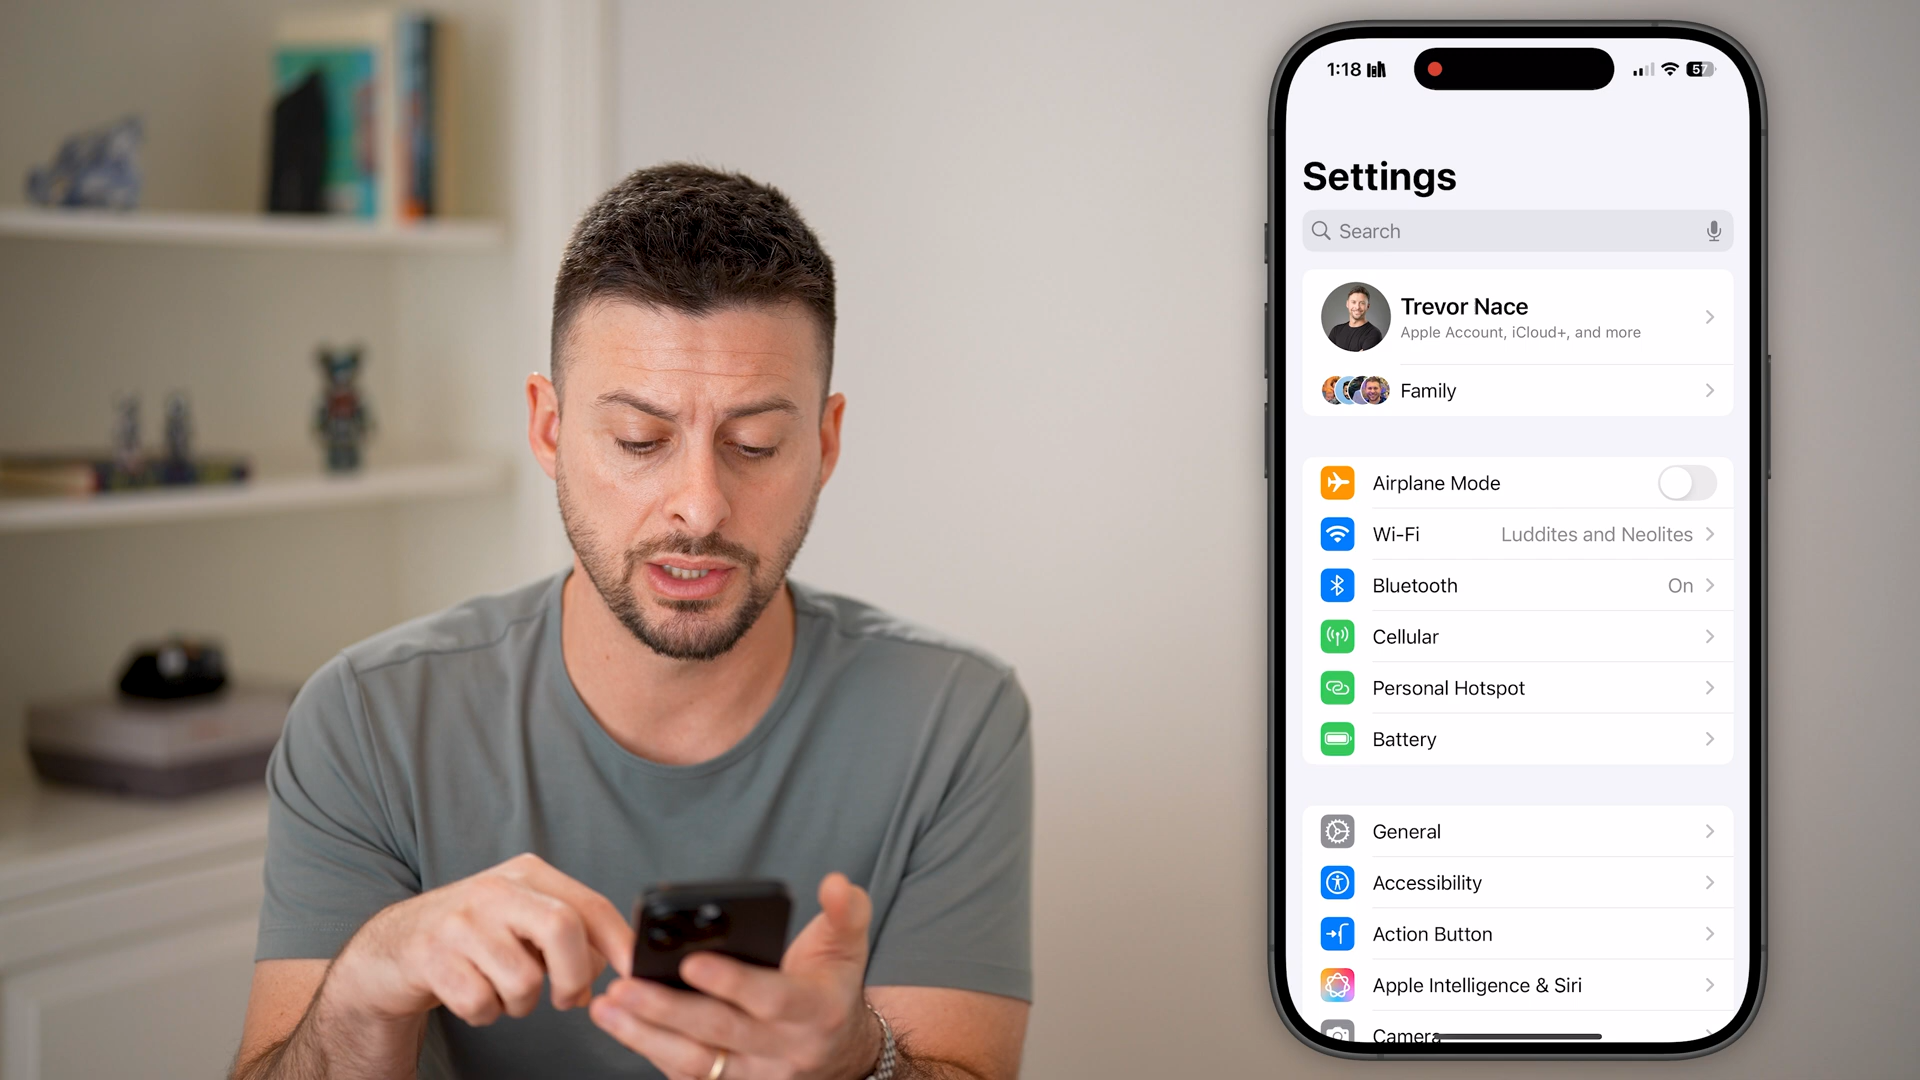 1:18
57
Settings
Search
Trevor Nace
Apple Account, iCloud+, and more
Family
Airplane Mode
Wi-Fi Luddites and Neolites
Bluetooth On
Cellular
Personal Hotspot
Battery
General
Accessibility
Action Button
Apple Intelligence & Siri
Camera